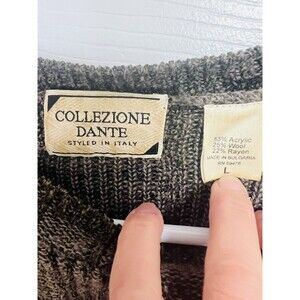 COLLEZIONE
DANTE
STYLED IN ITALY
53% Acrylic
25% Wool
22% Rayon
MADE IN BULGARIA
L